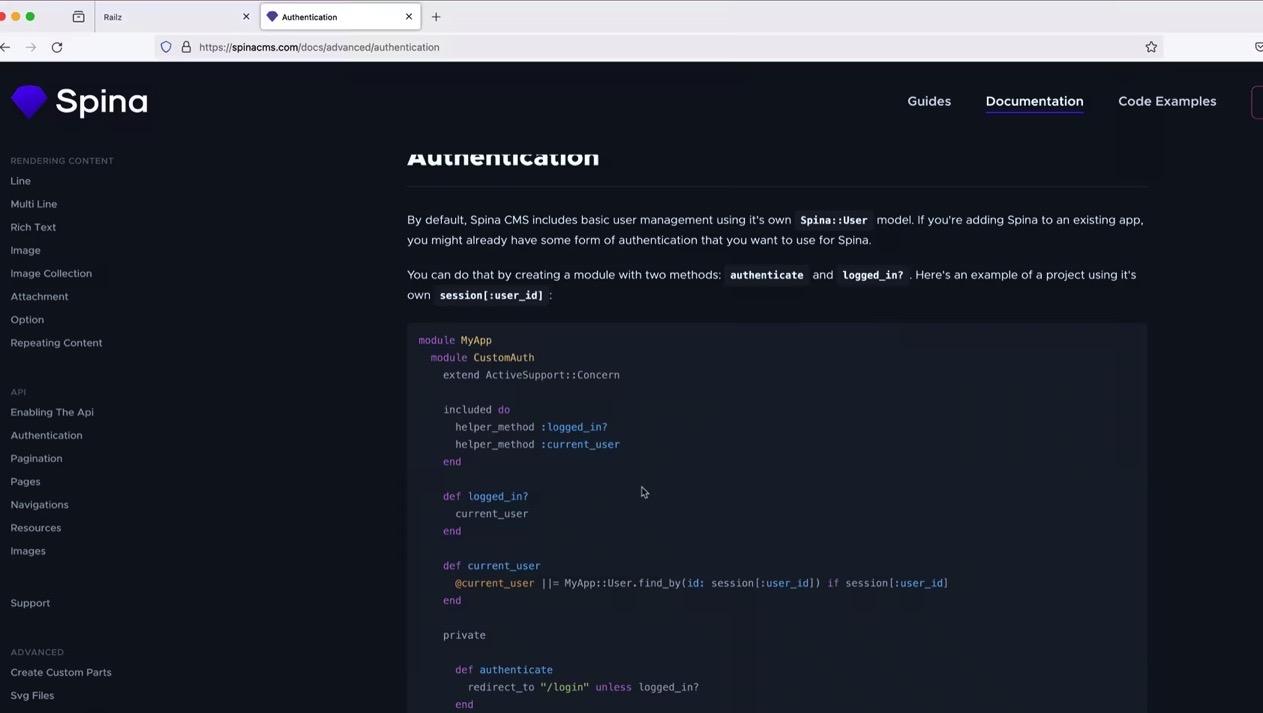 Railz
Authentication
https://spinacms.com/docs/advanced/authentication
Spina
Guides
Documentation
Code Examples
RENDERING CONTENT
Line
Multi Line
Rich Text
Image
Image Collection
Attachment
Option
Repeating Content
API
Enabling The Api
Authentication
Pagination
Pages
Navigations
Resources
Images
Support
ADVANCED
Create Custom Parts
Svg Files
Authentication
By default, Spina CMS includes basic user management using it's own Spina::User model. If you're adding Spina to an existing app,
you might already have some form of authentication that you want to use for Spina.
You can do that by creating a module with two methods: authenticate and logged_in? . Here's an example of a project using it's
own session[:user_id] :
module MyApp
module CustomAuth
extend ActiveSupport::Concern
included do
helper_method :logged_in?
helper_method :current_user
end
def logged_in?
current_user
end
def current_user
@current_user ||= MyApp::User.find_by(id: session[:user_id]) if session[:user_id]
end
private
def authenticate
redirect_to "/login" unless logged_in?
end